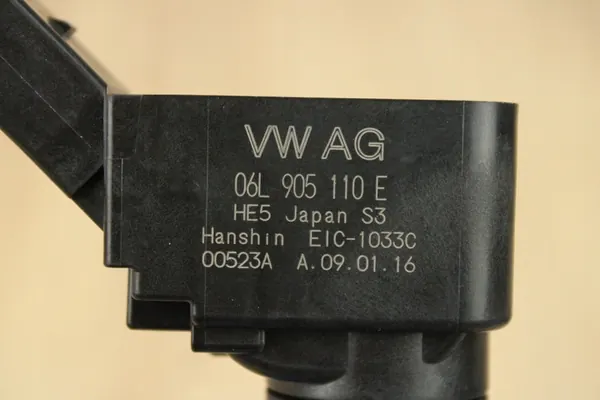 VW AG
06L 905 110 E
HE5 Japan S3
Hanshin EIC-1033C
00523A A.09.01.16